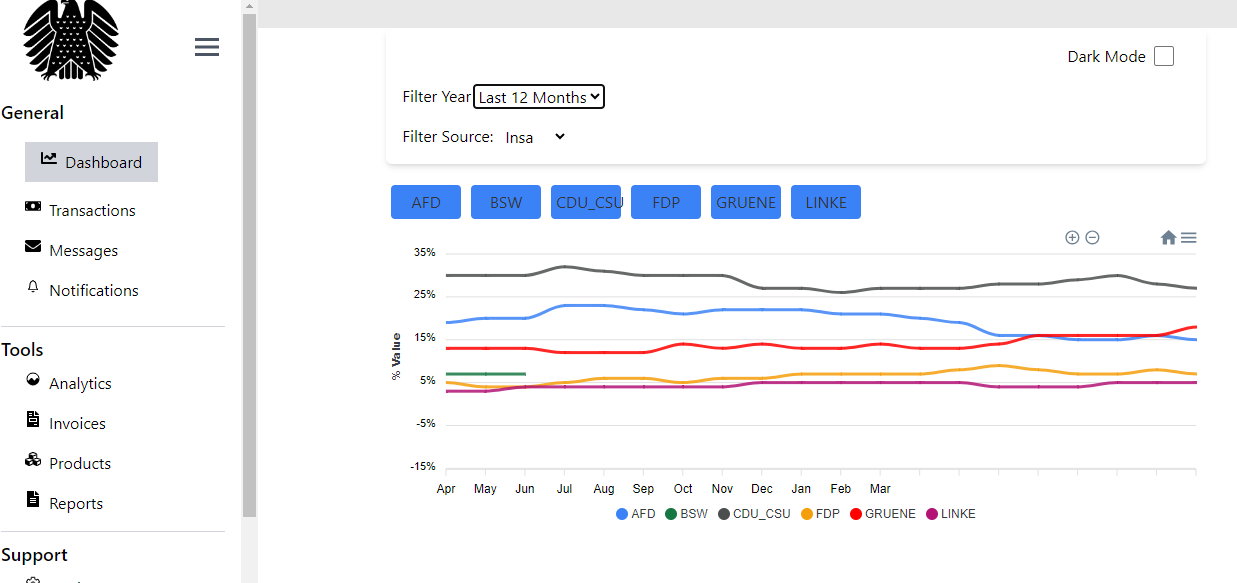 Dark Mode
General
Filter Year Last 12 Months
Filter Source: Insa
Dashboard
AFD BSW CDU_CSU FDP GRUENE LINKE
Transactions
Messages
Notifications
Tools
Analytics
Invoices
Products
Reports
Support
% Value
35%
25%
15%
5%
-5%
-15%
Apr May Jun Jul Aug Sep Oct Nov Dec Jan Feb Mar
AFD BSW CDU_CSU FDP GRUENE LINKE